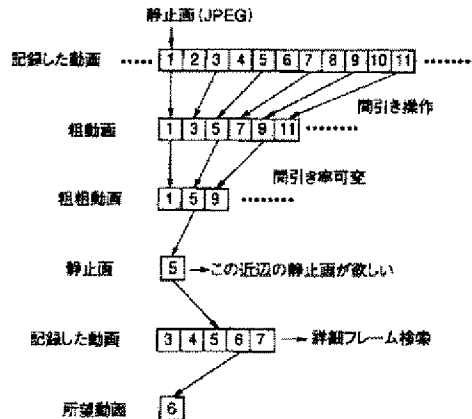 静止画(JPEG)
記録した動画 ······ 1 2 3 4 5 6 7 8 9 10 11 ······
間引き操作
粗動画 1 3 5 7 9 11 ········
間引き率可変
粗粗動画 1 5 9 ········
静止画 5 →この近辺の静止画が欲しい
記録した動画 3 4 5 6 7 →詳細フレーム検索
所望動画 6